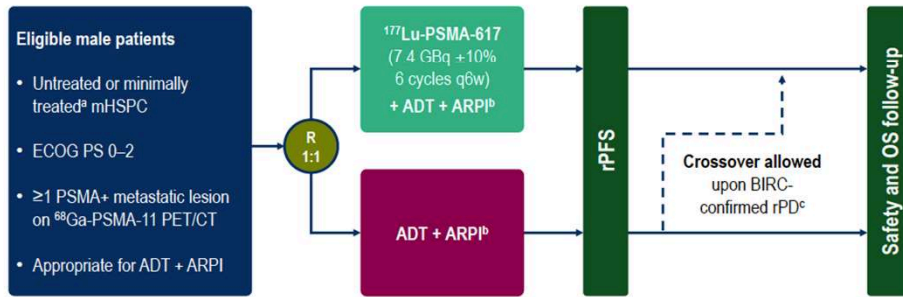 Eligible male patients
• Untreated or minimally
treatedᵃ mHSPC
• ECOG PS 0–2
• ≥1 PSMA+ metastatic lesion
on ⁶⁸Ga-PSMA-11 PET/CT
• Appropriate for ADT + ARPI
R
1:1
¹⁷⁷Lu-PSMA-617
(7.4 GBq +10%
6 cycles q6w)
+ ADT + ARPIᵇ
ADT + ARPIᵇ
rPFS
Crossover allowed
upon BIRC-
confirmed rPDᶜ
Safety and OS follow-up